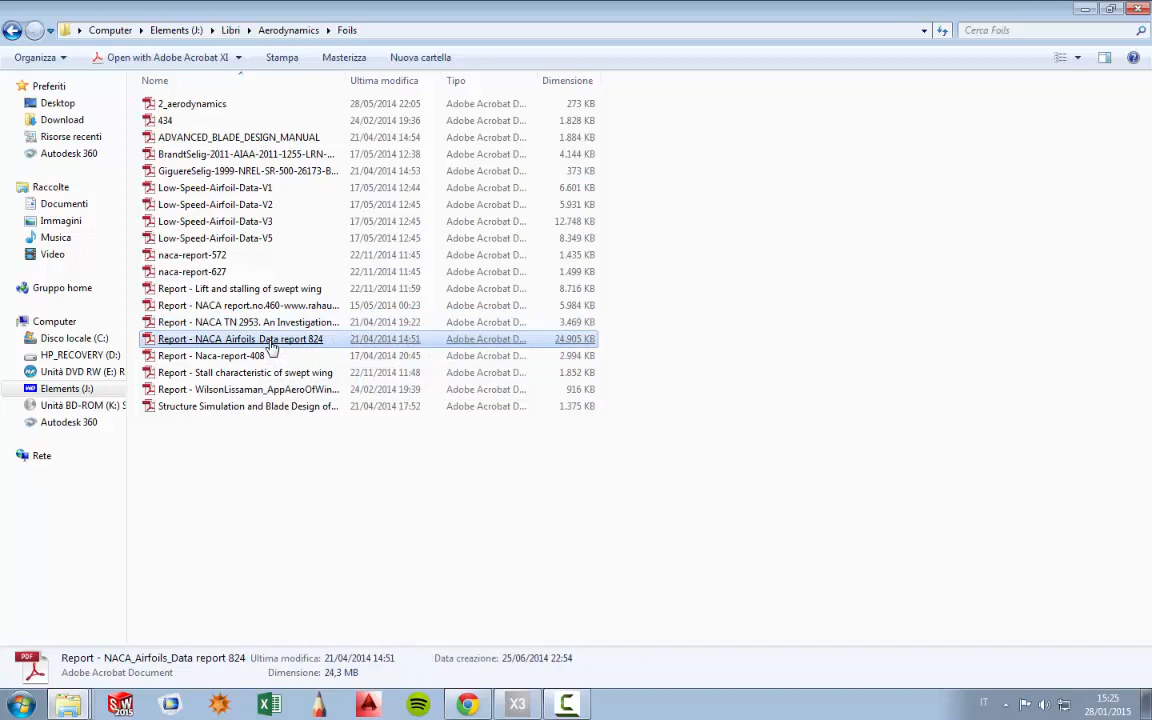 Computer
Elements (J:)
Libri
Aerodynamics
Foils
Cerca Foils
Organizza
Open with Adobe Acrobat XI
Stampa
Masterizza
Nuova cartella
Nome
Ultima modifica
Tipo
Dimensione
Preferiti
Desktop
Download
Risorse recenti
Autodesk 360
Raccolte
Documenti
Immagini
Musica
Video
Gruppo home
Computer
Disco locale (C:)
HP_RECOVERY (D:)
Unità DVD RW (E:) R
Elements (J:)
Unità BD-ROM (K:) S
Autodesk 360
Rete
2_aerodynamics 28/05/2014 22:05 Adobe Acrobat D... 273 KB
434 24/02/2014 19:36 Adobe Acrobat D... 1.828 KB
ADVANCED_BLADE_DESIGN_MANUAL 21/04/2014 14:54 Adobe Acrobat D... 1.884 KB
BrandtSelig-2011-AIAA-2011-1255-LRN-... 17/05/2014 12:38 Adobe Acrobat D... 4.144 KB
GiguereSelig-1999-NREL-SR-500-26173-B... 21/04/2014 14:53 Adobe Acrobat D... 373 KB
Low-Speed-Airfoil-Data-V1 17/05/2014 12:44 Adobe Acrobat D... 6.601 KB
Low-Speed-Airfoil-Data-V2 17/05/2014 12:45 Adobe Acrobat D... 5.931 KB
Low-Speed-Airfoil-Data-V3 17/05/2014 12:45 Adobe Acrobat D... 12.748 KB
Low-Speed-Airfoil-Data-V5 17/05/2014 12:45 Adobe Acrobat D... 8.349 KB
naca-report-572 22/11/2014 11:45 Adobe Acrobat D... 1.435 KB
naca-report-627 22/11/2014 11:45 Adobe Acrobat D... 1.499 KB
Report - Lift and stalling of swept wing 22/11/2014 11:59 Adobe Acrobat D... 8.716 KB
Report - NACA report.no.460-www.rahau... 15/05/2014 00:23 Adobe Acrobat D... 5.984 KB
Report - NACA TN 2953. An Investigation... 21/04/2014 19:22 Adobe Acrobat D... 3.469 KB
Report - NACA_Airfoils_Data report 824 21/04/2014 14:51 Adobe Acrobat D... 24.905 KB
Report - Naca-report-408 17/04/2014 20:45 Adobe Acrobat D... 2.994 KB
Report - Stall characteristic of swept wing 22/11/2014 11:48 Adobe Acrobat D... 1.852 KB
Report - WilsonLissaman_AppAeroOfWin... 24/02/2014 19:39 Adobe Acrobat D... 916 KB
Structure Simulation and Blade Design of... 21/04/2014 17:52 Adobe Acrobat D... 1.375 KB
PDF
Report - NACA_Airfoils_Data report 824 Ultima modifica: 21/04/2014 14:51 Data creazione: 25/06/2014 22:54
Adobe Acrobat Document Dimensione: 24,3 MB
SW
2015
X3
IT
15:25
28/01/2015